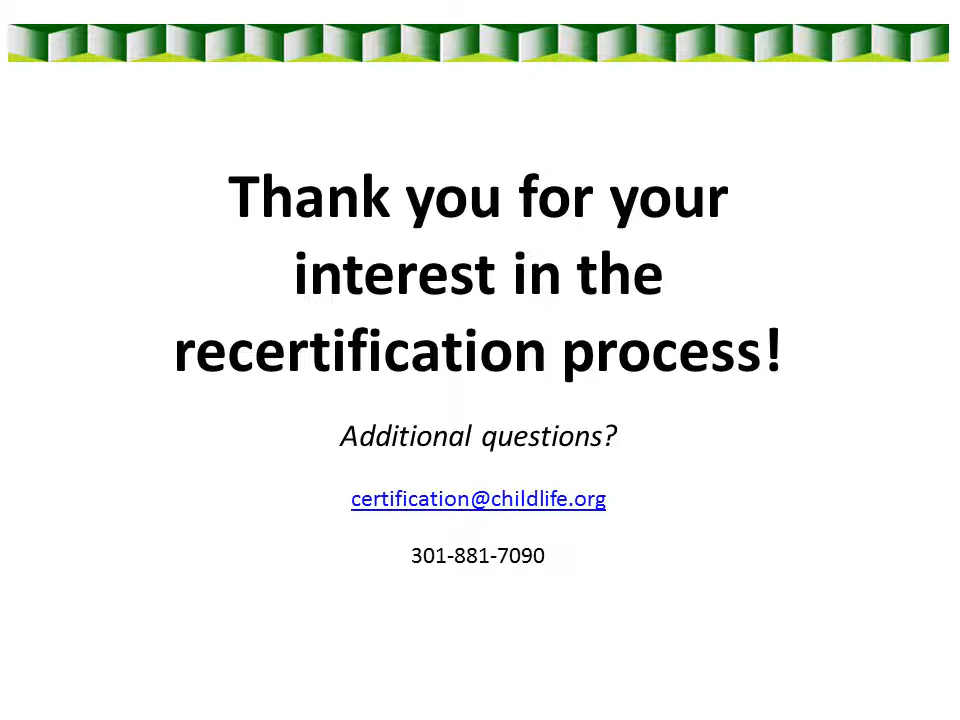 Thank you for your
interest in the
recertification process!
Additional questions?
certification@childlife.org
301-881-7090